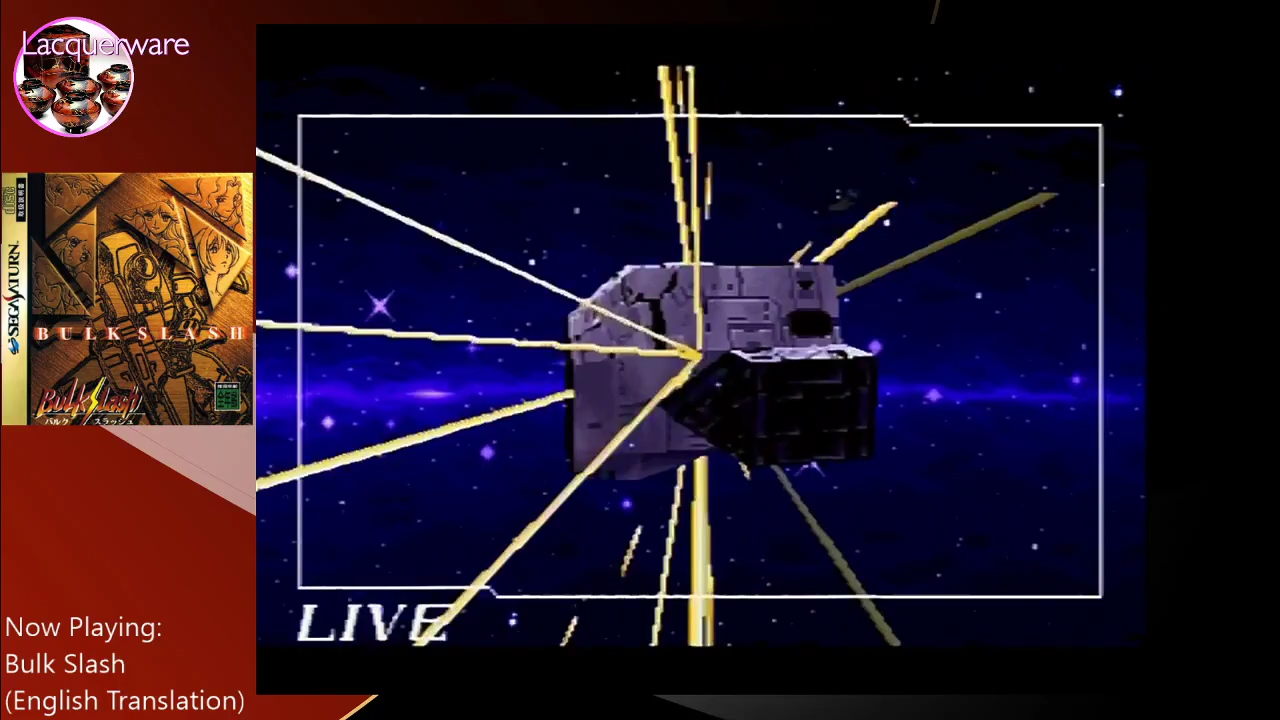 Lacquerware
SEGA SATURN
BULK SLASH
Bulk Slash
バルク スラッシュ
LIVE
Now Playing:
Bulk Slash
(English Translation)